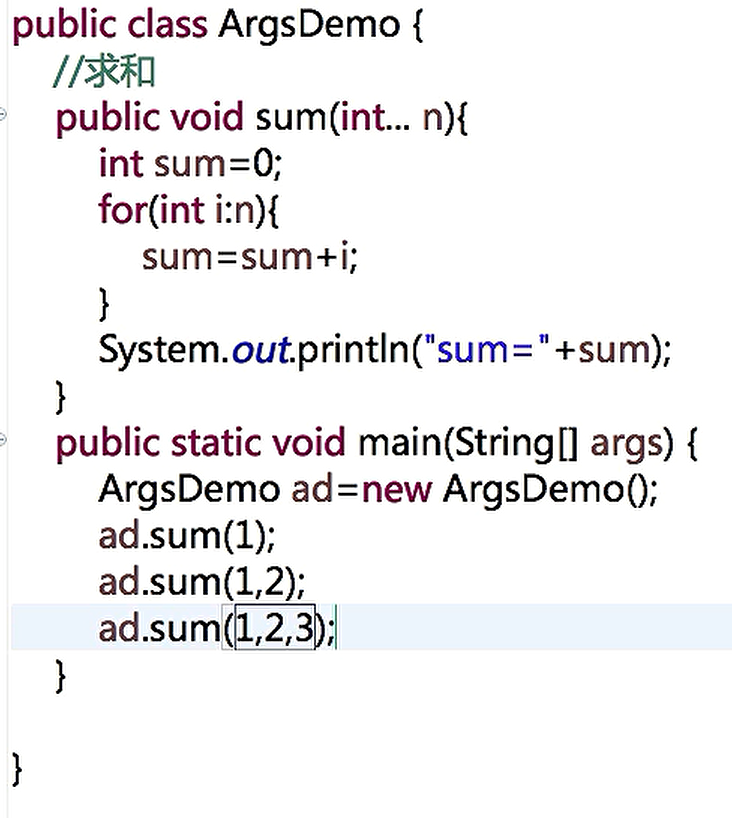 public class ArgsDemo {
//求和
public void sum(int... n){
int sum=0;
for(int i:n){
sum=sum+i;
}
System.out.println("sum="+sum);
}
public static void main(String[] args) {
ArgsDemo ad=new ArgsDemo();
ad.sum(1);
ad.sum(1,2);
ad.sum(1,2,3);
}
}